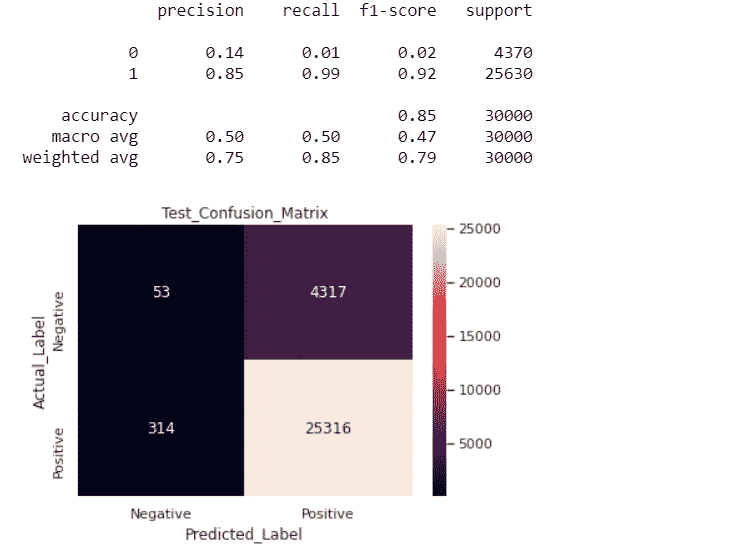 precision recall f1-score support
0 0.14 0.01 0.02 4370
1 0.85 0.99 0.92 25630
accuracy 0.85 30000
macro avg 0.50 0.50 0.47 30000
weighted avg 0.75 0.85 0.79 30000
Test_Confusion_Matrix
Actual_Label
Negative
Positive
53 4317
314 25316
Negative Positive
Predicted_Label
25000
20000
15000
10000
5000